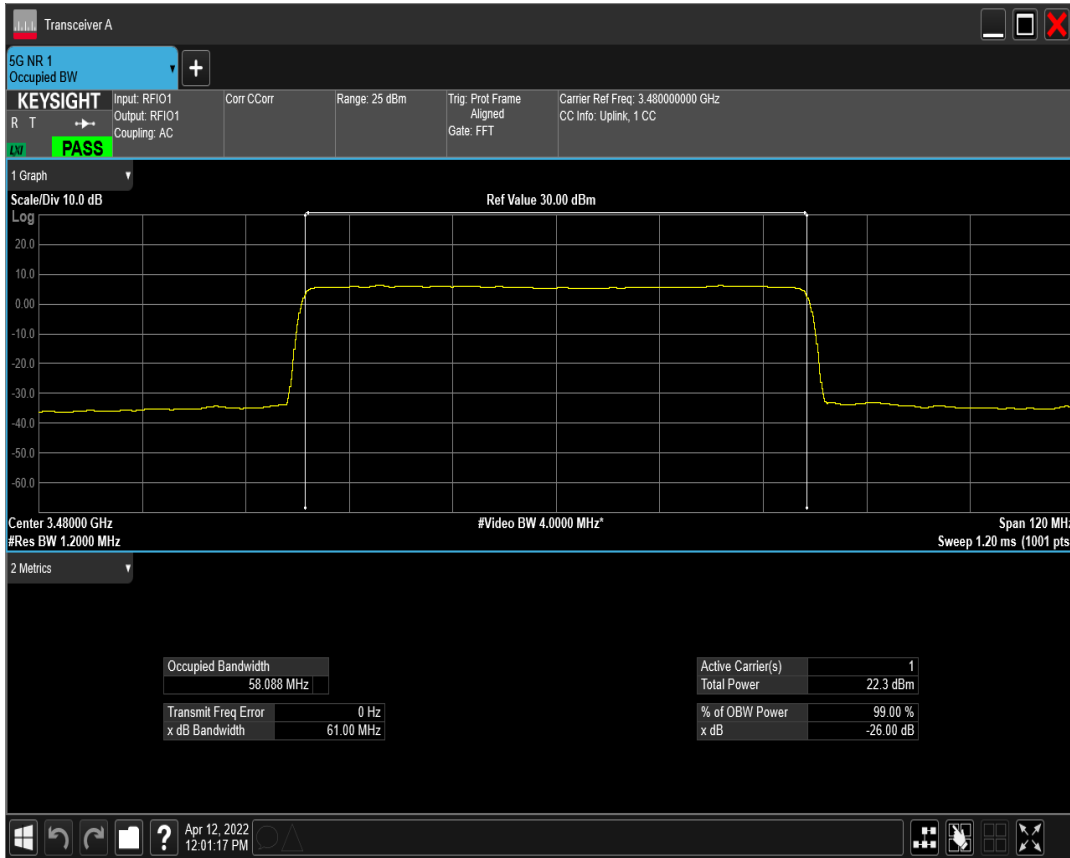 Transceiver A
5G NR 1
Occupied BW
+
KEYSIGHT
R T
LXI
PASS
Input: RFIO1
Output: RFIO1
Coupling: AC
Corr CCorr
Range: 25 dBm
Trig: Prot Frame
Aligned
Gate: FFT
Carrier Ref Freq: 3.480000000 GHz
CC Info: Uplink, 1 CC
1 Graph
Scale/Div 10.0 dB
Ref Value 30.00 dBm
Log
20.0
10.0
0.00
-10.0
-20.0
-30.0
-40.0
-50.0
-60.0
Center 3.48000 GHz
#Video BW 4.0000 MHz*
Span 120 MHz
#Res BW 1.2000 MHz
Sweep 1.20 ms (1001 pts
2 Metrics
Occupied Bandwidth
58.088 MHz
Transmit Freq Error 0 Hz
x dB Bandwidth 61.00 MHz
Active Carrier(s) 1
Total Power 22.3 dBm
% of OBW Power 99.00 %
x dB -26.00 dB
?
Apr 12, 2022
12:01:17 PM